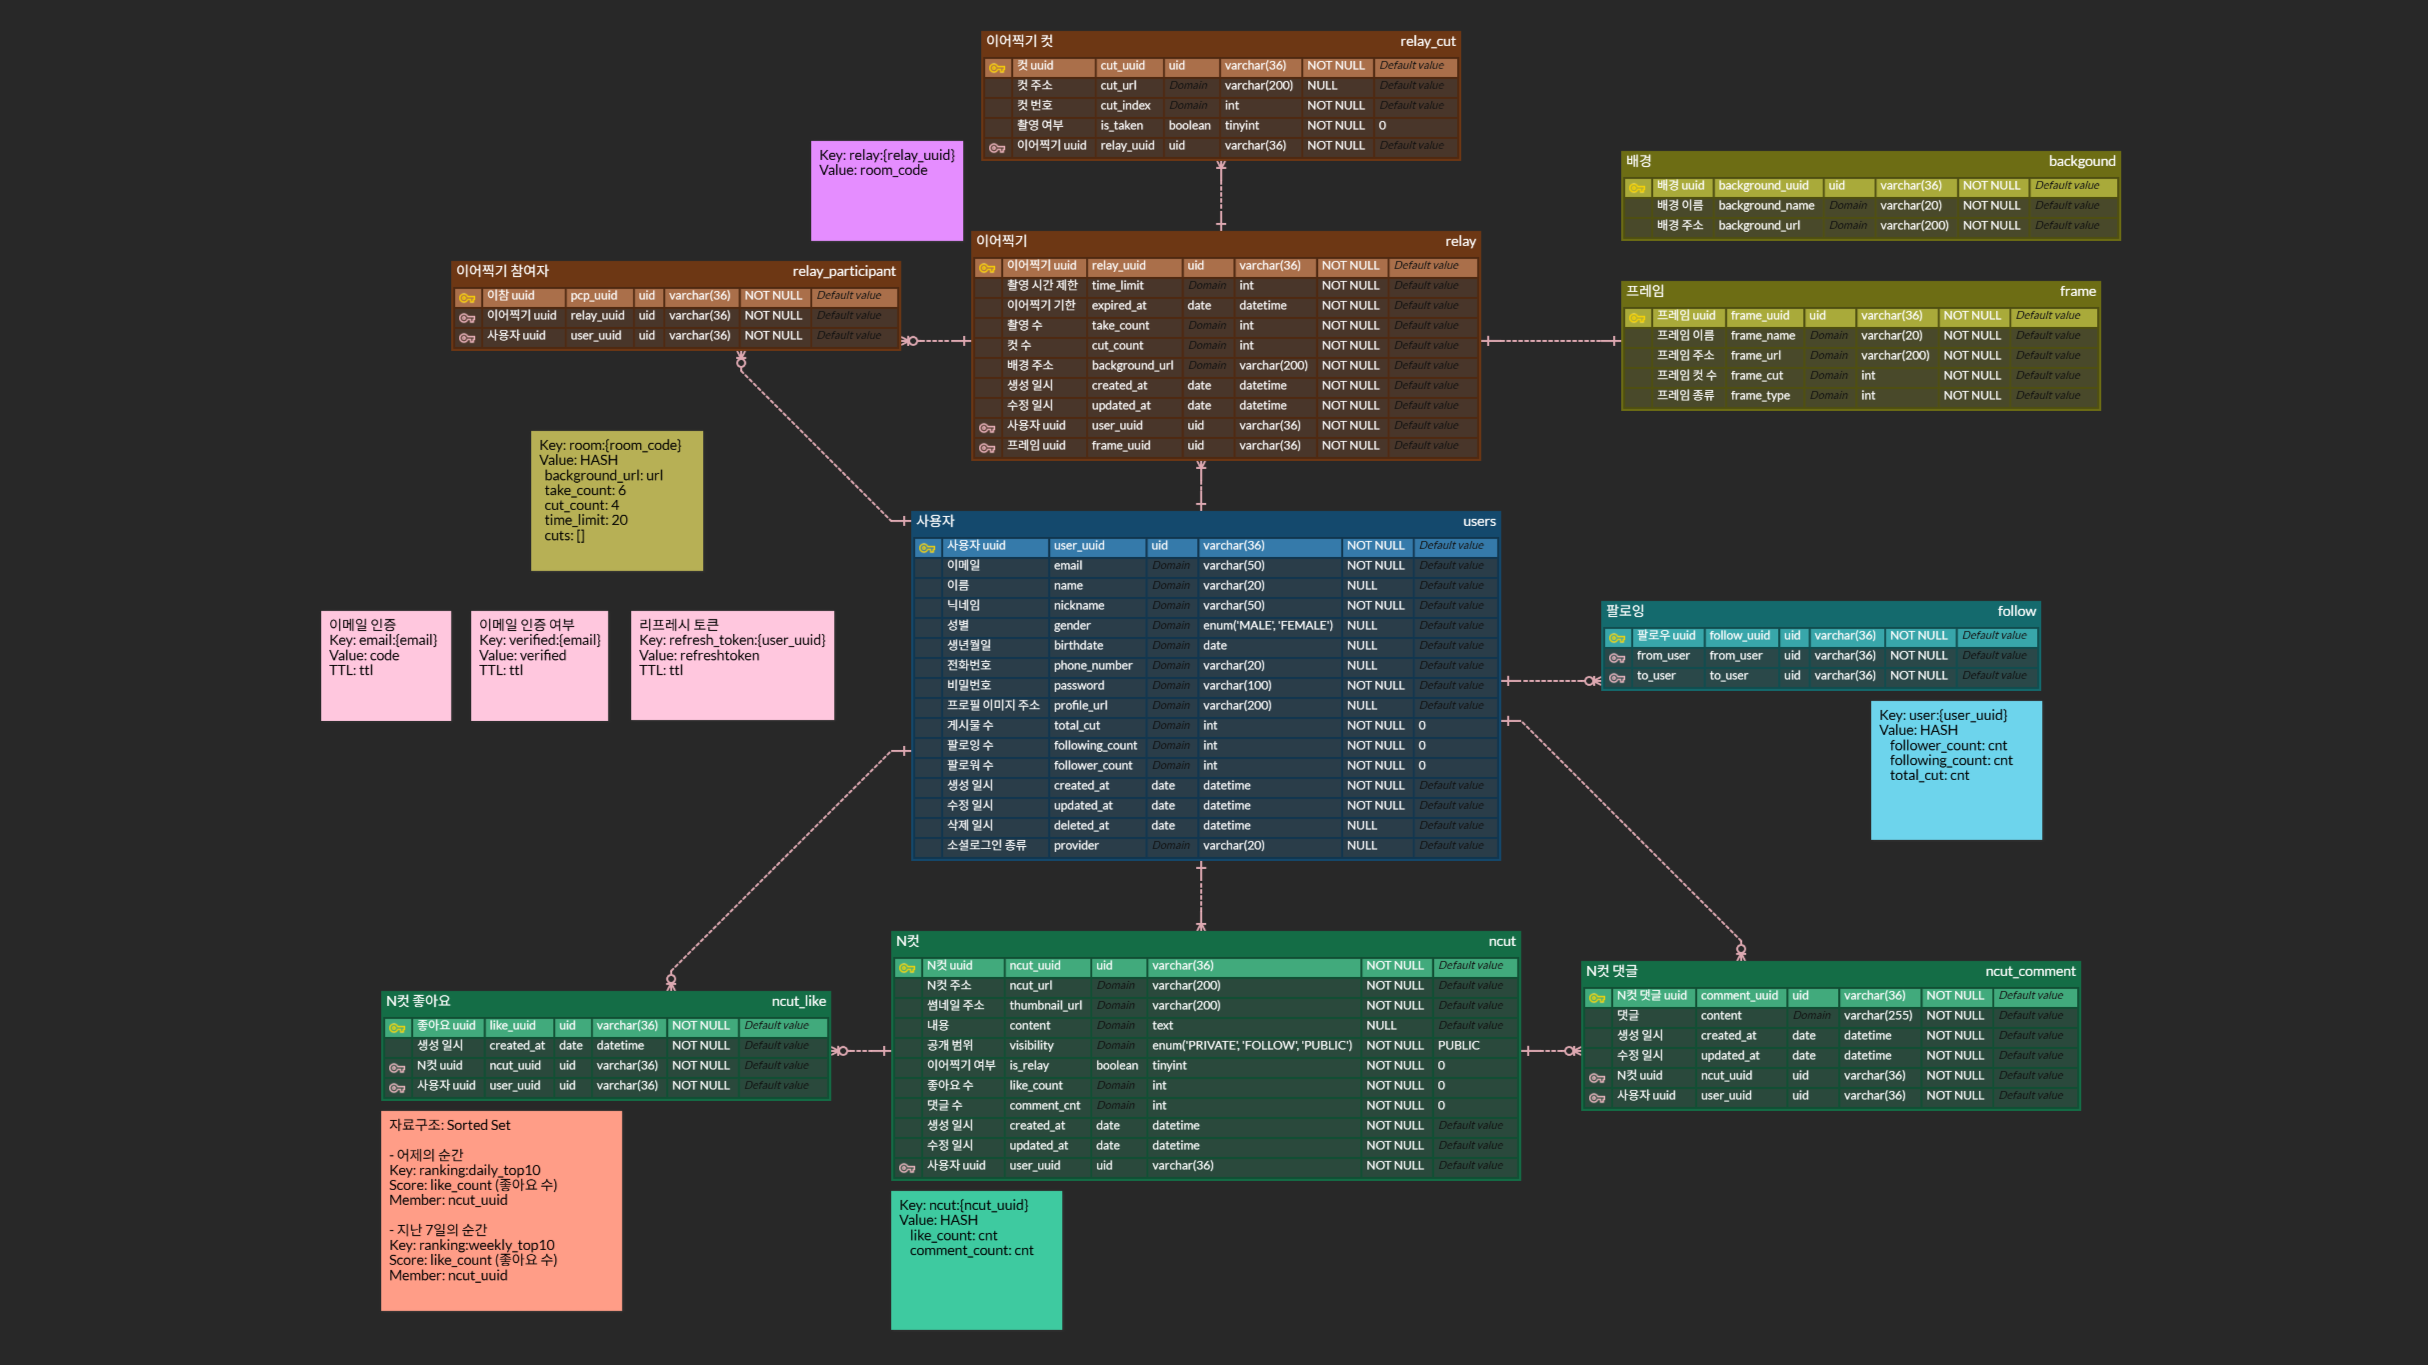 이어찍기 컷 relay_cut
컷 uuid cut_uuid uid varchar(36) NOT NULL Default value
컷 주소 cut_url Domain varchar(200) NULL Default value
컷 번호 cut_index Domain int NOT NULL Default value
촬영 여부 is_taken boolean tinyint NOT NULL 0
이어찍기 uuid relay_uuid uid varchar(36) NOT NULL Default value
Key: relay:{relay_uuid}
Value: room_code
배경 backgound
배경 uuid background_uuid uid varchar(36) NOT NULL Default value
배경 이름 background_name Domain varchar(20) NOT NULL Default value
배경 주소 background_url Domain varchar(200) NOT NULL Default value
이어찍기 relay
이어찍기 uuid relay_uuid uid varchar(36) NOT NULL Default value
촬영 시간 제한 time_limit Domain int NOT NULL Default value
이어찍기 기한 expired_at date datetime NOT NULL Default value
촬영 수 take_count Domain int NOT NULL Default value
컷 수 cut_count Domain int NOT NULL Default value
배경 주소 background_url Domain varchar(200) NOT NULL Default value
생성 일시 created_at date datetime NOT NULL Default value
수정 일시 updated_at date datetime NOT NULL Default value
사용자 uuid user_uuid uid varchar(36) NOT NULL Default value
프레임 uuid frame_uuid uid varchar(36) NOT NULL Default value
이어찍기 참여자 relay_participant
이참 uuid pcp_uuid uid varchar(36) NOT NULL Default value
이어찍기 uuid relay_uuid uid varchar(36) NOT NULL Default value
사용자 uuid user_uuid uid varchar(36) NOT NULL Default value
프레임 frame
프레임 uuid frame_uuid uid varchar(36) NOT NULL Default value
프레임 이름 frame_name Domain varchar(20) NOT NULL Default value
프레임 주소 frame_url Domain varchar(200) NOT NULL Default value
프레임 컷 수 frame_cut Domain int NOT NULL Default value
프레임 종류 frame_type Domain int NOT NULL Default value
Key: room:{room_code}
Value: HASH
background_url: url
take_count: 6
cut_count: 4
time_limit: 20
cuts: []
사용자 users
사용자 uuid user_uuid uid varchar(36) NOT NULL Default value
이메일 email Domain varchar(50) NOT NULL Default value
이름 name Domain varchar(20) NULL Default value
닉네임 nickname Domain varchar(50) NOT NULL Default value
성별 gender Domain enum('MALE', 'FEMALE') NULL Default value
생년월일 birthdate Domain date NULL Default value
전화번호 phone_number Domain varchar(20) NULL Default value
비밀번호 password Domain varchar(100) NOT NULL Default value
프로필 이미지 주소 profile_url Domain varchar(200) NULL Default value
게시물 수 total_cut Domain int NOT NULL 0
팔로잉 수 following_count Domain int NOT NULL 0
팔로워 수 follower_count Domain int NOT NULL 0
생성 일시 created_at date datetime NOT NULL Default value
수정 일시 updated_at date datetime NOT NULL Default value
삭제 일시 deleted_at date datetime NULL Default value
소셜로그인 종류 provider Domain varchar(20) NULL Default value
이메일 인증
Key: email:{email}
Value: code
TTL: ttl
이메일 인증 여부
Key: verified:{email}
Value: verified
TTL: ttl
리프레시 토큰
Key: refresh_token:{user_uuid}
Value: refreshtoken
TTL: ttl
팔로잉 follow
팔로우 uuid follow_uuid uid varchar(36) NOT NULL Default value
from_user from_user uid varchar(36) NOT NULL Default value
to_user to_user uid varchar(36) NOT NULL Default value
Key: user:{user_uuid}
Value: HASH
follower_count: cnt
following_count: cnt
total_cut: cnt
N컷 ncut
N컷 uuid ncut_uuid uid varchar(36) NOT NULL Default value
N컷 주소 ncut_url Domain varchar(200) NOT NULL Default value
썸네일 주소 thumbnail_url Domain varchar(200) NOT NULL Default value
내용 content Domain text NULL Default value
공개 범위 visibility Domain enum('PRIVATE', 'FOLLOW', 'PUBLIC') NOT NULL PUBLIC
이어찍기 여부 is_relay boolean tinyint NOT NULL 0
좋아요 수 like_count Domain int NOT NULL 0
댓글 수 comment_cnt Domain int NOT NULL 0
생성 일시 created_at date datetime NOT NULL Default value
수정 일시 updated_at date datetime NOT NULL Default value
사용자 uuid user_uuid uid varchar(36) NOT NULL Default value
N컷 댓글 ncut_comment
N컷 댓글 uuid comment_uuid uid varchar(36) NOT NULL Default value
댓글 content Domain varchar(255) NOT NULL Default value
생성 일시 created_at date datetime NOT NULL Default value
수정 일시 updated_at date datetime NOT NULL Default value
N컷 uuid ncut_uuid uid varchar(36) NOT NULL Default value
사용자 uuid user_uuid uid varchar(36) NOT NULL Default value
N컷 좋아요 ncut_like
좋아요 uuid like_uuid uid varchar(36) NOT NULL Default value
생성 일시 created_at date datetime NOT NULL Default value
N컷 uuid ncut_uuid uid varchar(36) NOT NULL Default value
사용자 uuid user_uuid uid varchar(36) NOT NULL Default value
자료구조: Sorted Set
- 어제의 순간
Key: ranking:daily_top10
Score: like_count (좋아요 수)
Member: ncut_uuid
- 지난 7일의 순간
Key: ranking:weekly_top10
Score: like_count (좋아요 수)
Member: ncut_uuid
Key: ncut:{ncut_uuid}
Value: HASH
like_count: cnt
comment_count: cnt